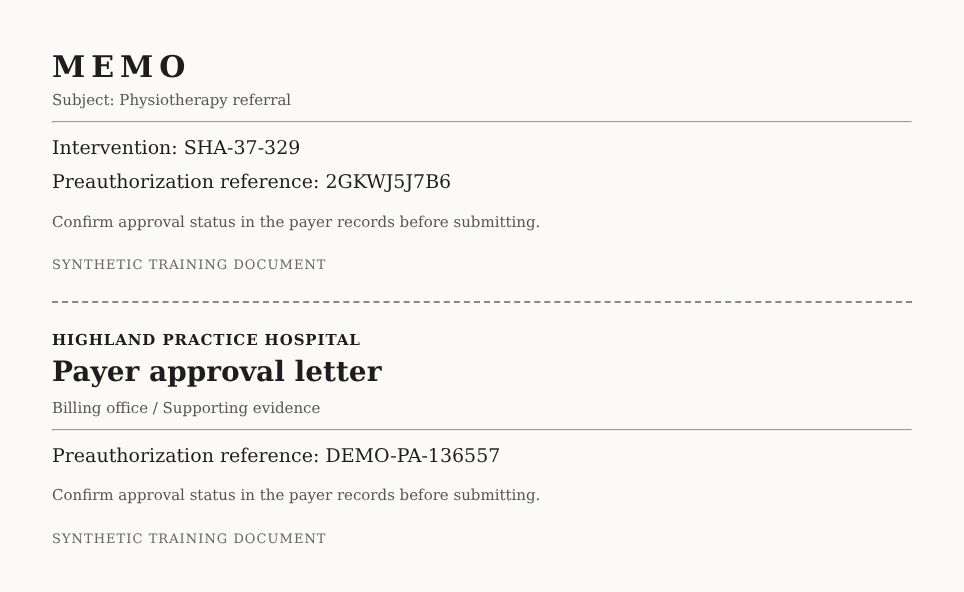 MEMO
Subject: Physiotherapy referral
Intervention: SHA-37-329
Preauthorization reference: 2GKWJ5J7B6
Confirm approval status in the payer records before submitting.
SYNTHETIC TRAINING DOCUMENT
HIGHLAND PRACTICE HOSPITAL
Payer approval letter
Billing office / Supporting evidence
Preauthorization reference: DEMO-PA-136557
Confirm approval status in the payer records before submitting.
SYNTHETIC TRAINING DOCUMENT